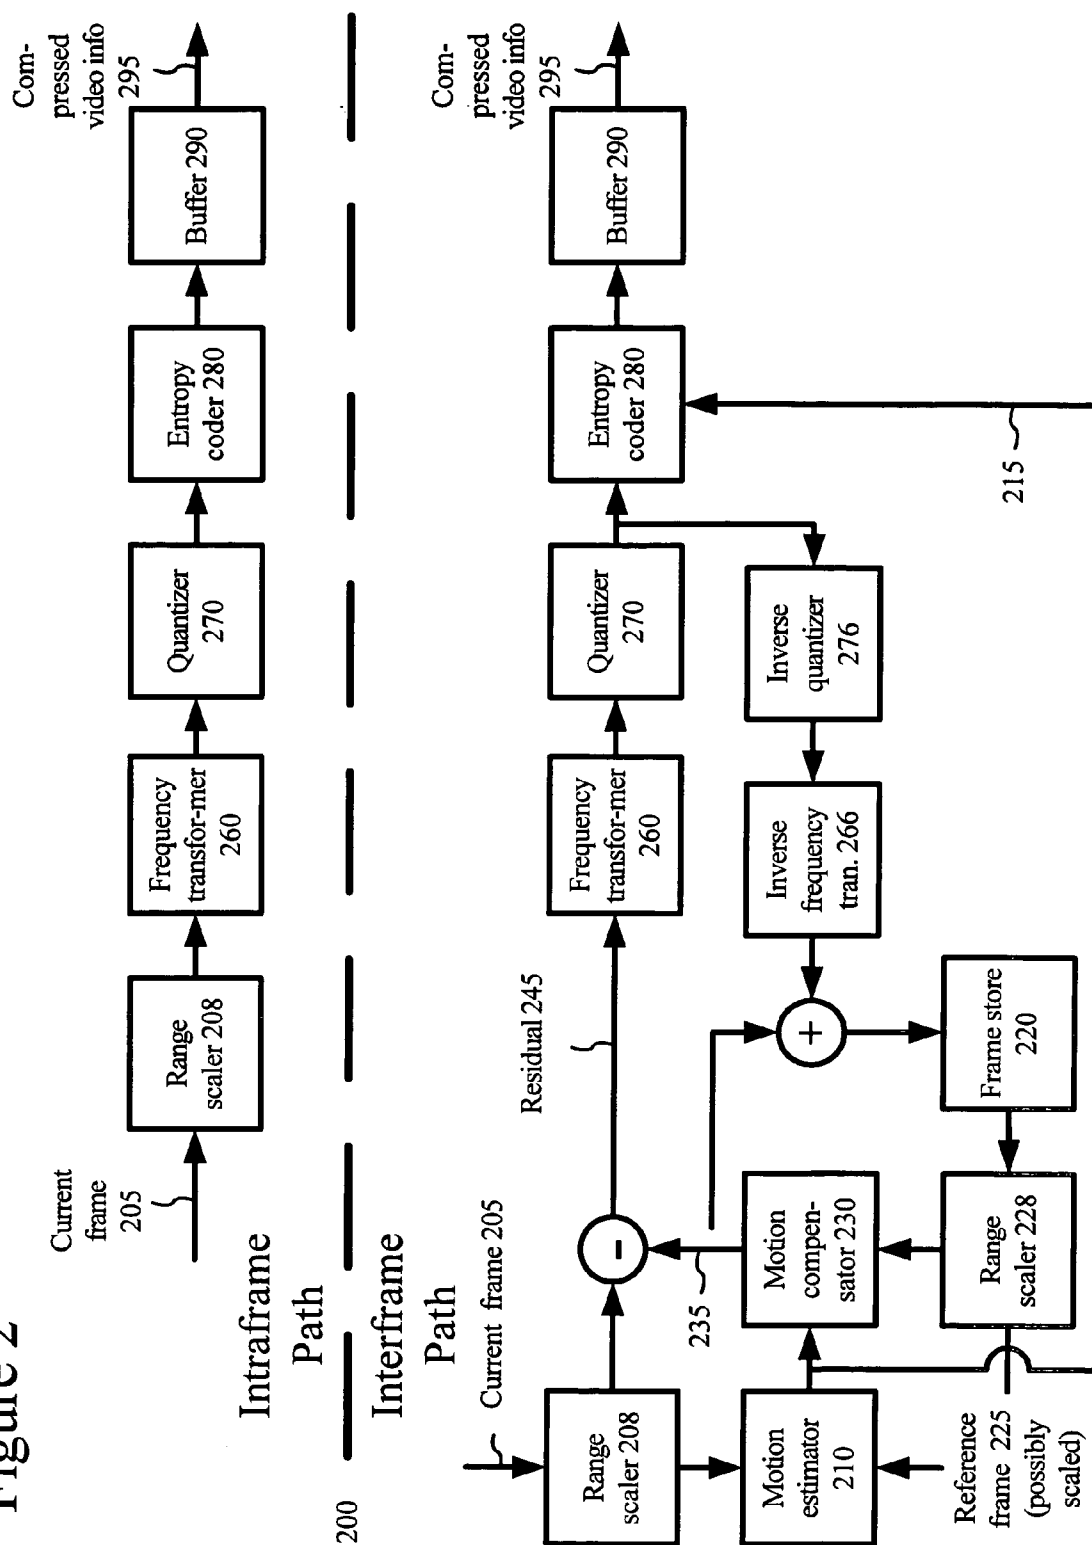 Figure 2
Current
frame
205
Range
scaler 208
Frequency
transfor-mer
260
Quantizer
270
Entropy
coder 280
Buffer 290
Com-
pressed
video info
295
Intraframe
Path
200
Interframe
Path
Current frame 205
Range
scaler 208
Residual 245
Frequency
transfor-mer
260
Quantizer
270
Entropy
coder 280
Buffer 290
Com-
pressed
video info
295
-
235
Motion
estimator
210
Motion
compen-
sator 230
+
Inverse
frequency
tran. 266
Inverse
quantizer
276
215
Reference
frame 225
(possibly
scaled)
Range
scaler 228
Frame store
220